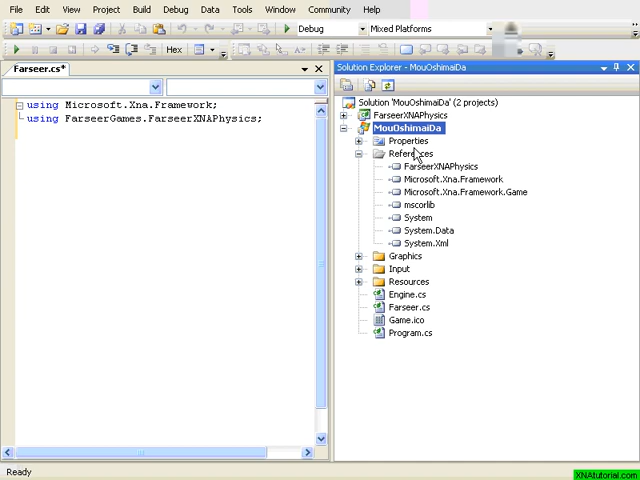 File Edit View Project Build Debug Data Tools Window Community Help
Debug Mixed Platforms
Hex
Farseer.cs*
Solution Explorer - MouOshimaiDa
using Microsoft.Xna.Framework;
using FarseerGames.FarseerXNAPhysics;
Solution 'MouOshimaiDa' (2 projects)
FarseerXNAPhysics
MouOshimaiDa
Properties
References
FarseerXNAPhysics
Microsoft.Xna.Framework
Microsoft.Xna.Framework.Game
mscorlib
System
System.Data
System.Xml
Graphics
Input
Resources
Engine.cs
Farseer.cs
Game.ico
Program.cs
Ready
XNAtutorial.com